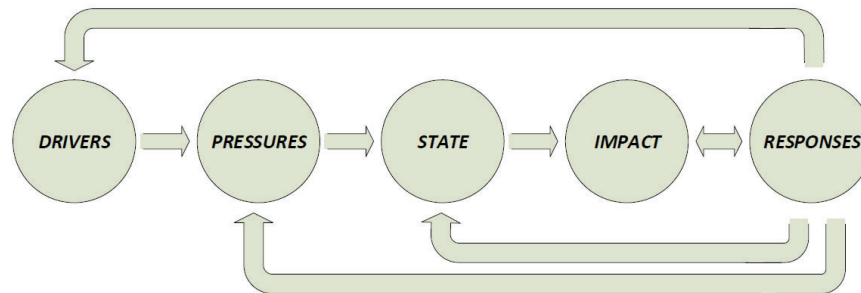 DRIVERS
PRESSURES
STATE
IMPACT
RESPONSES